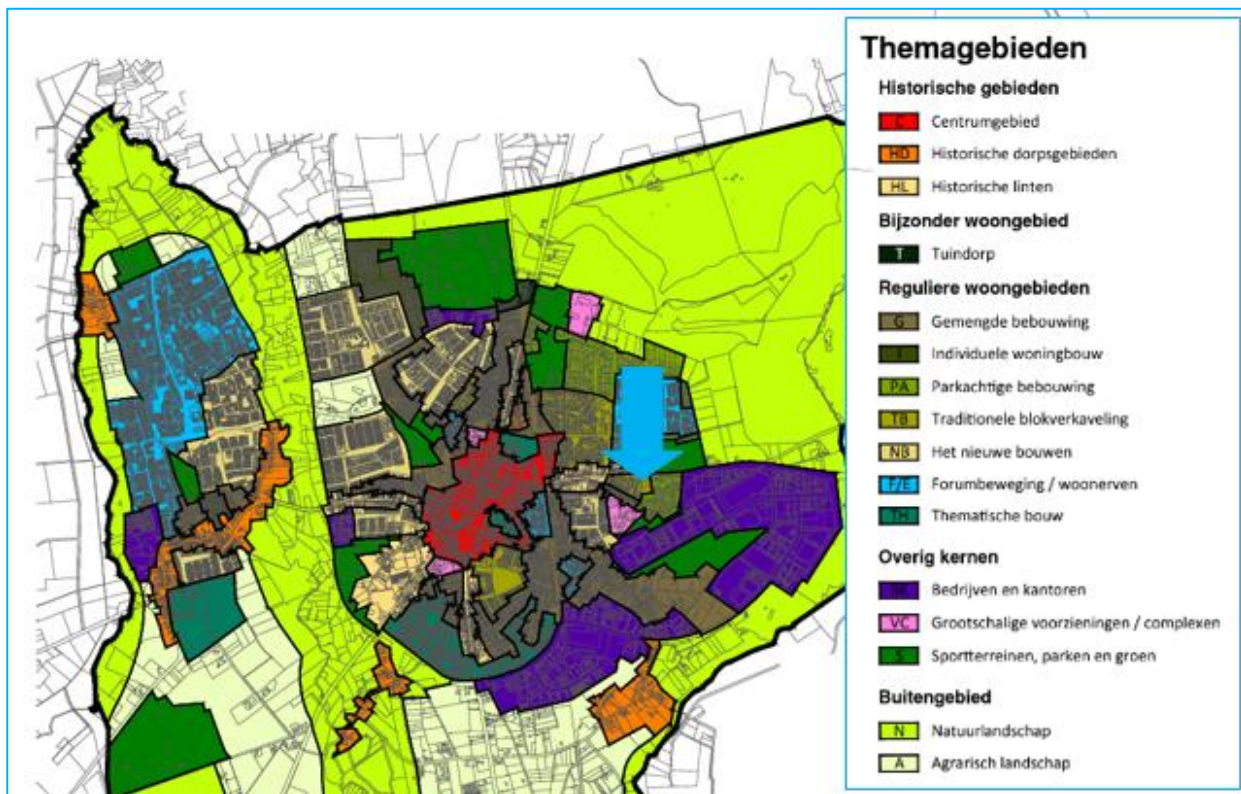 Themagebieden
Historische gebieden
C Centrumgebied
HD Historische dorpsgebieden
HL Historische linten
Bijzonder woongebied
T Tuindorp
Reguliere woongebieden
G Gemengde bebouwing
I Individuele woningbouw
PA Parkachtige bebouwing
TB Traditionele blokverkaveling
NB Het nieuwe bouwen
F/E Forumbeweging / woonerven
TH Thematische bouw
Overig kernen
BK Bedrijven en kantoren
VC Grootschalige voorzieningen / complexen
S Sportterreinen, parken en groen
Buitengebied
N Natuurlandschap
A Agrarisch landschap